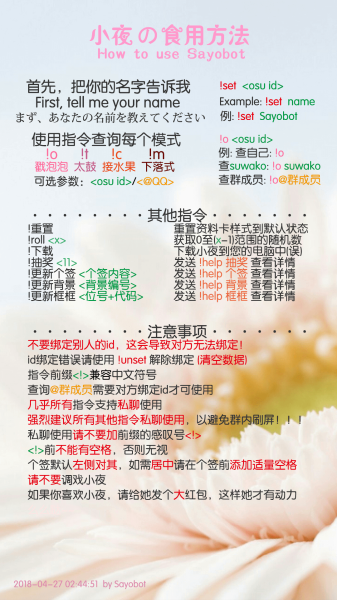 小夜の食用方法
How to use Sayobot
首先，把你的名字告诉我
First, tell me your name
まず、あなたの名前を教えてください
!set <osu id>
Example: !set name
例: !set Sayobot
使用指令查询每个模式
!o !t !c !m
戳泡泡 太鼓 接水果 下落式
可选参数：<osu id>/<@QQ>
!o <osu id>
例: 查自己: !o
查suwako: !o suwako
查群成员: !o@群成员
· · · · · · · 其他指令 · · · · · · ·
!重置 重置资料卡样式到默认状态
!roll <x> 获取0至(x-1)范围的随机数
!下载 下载小夜到您的电脑中(误)
!抽奖 <11> 发送 !help 抽奖 查看详情
!更新个签 <个签内容> 发送 !help 个签 查看详情
!更新背景 <背景编号> 发送 !help 背景 查看详情
!更新框框 <位号+代码> 发送 !help 框框 查看详情
· · · · · · · 注意事项 · · · · · · ·
不要绑定别人的id，这会导致对方无法绑定！
id绑定错误请使用 !unset 解除绑定 (清空数据)
指令前缀<!>兼容中文符号
查询@群成员需要对方绑定id才可使用
几乎所有指令支持私聊使用
强烈建议所有其他指令私聊使用，以避免群内刷屏！！！
私聊使用请不要加前缀的感叹号<!>
<!>前不能有空格，否则无视
个签默认左侧对其，如需居中请在个签前添加适量空格
请不要调戏小夜
如果你喜欢小夜，请给她发个大红包，这样她才有动力
2018-04-27 02:44:51 by Sayobot